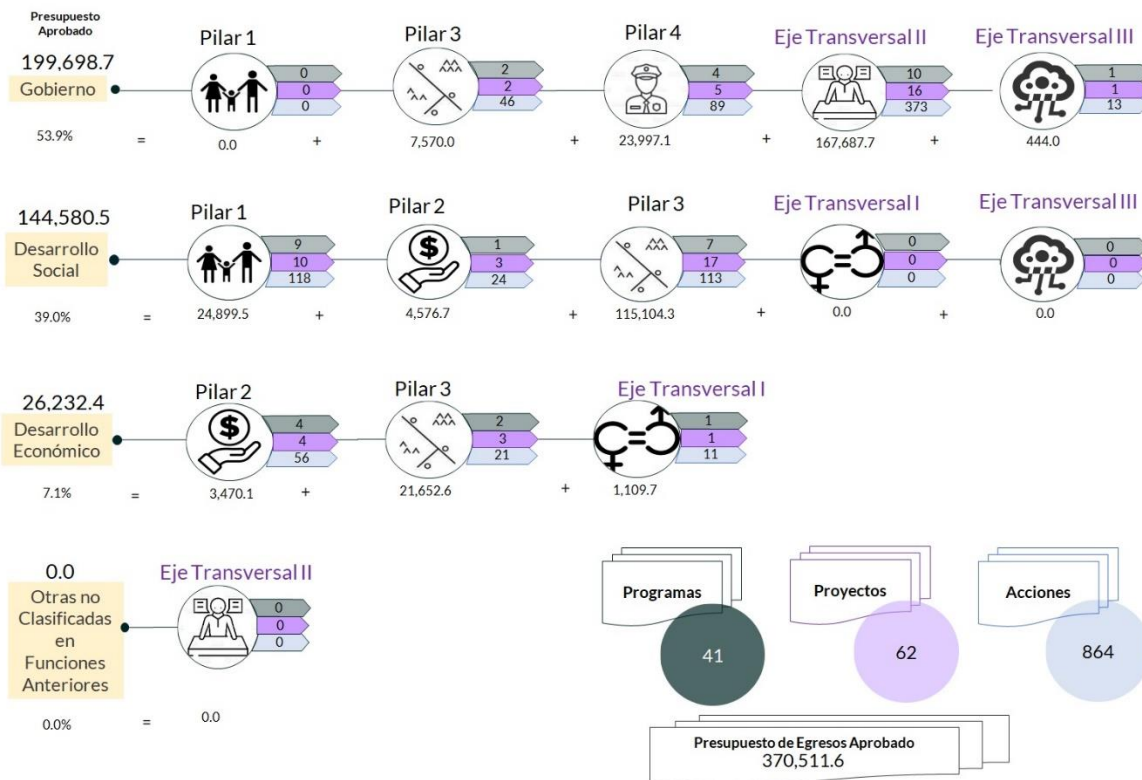 Presupuesto
Aprobado
199,698.7
Gobierno
53.9%
=
Pilar 1
0
0
0
0.0
+
Pilar 3
2
2
46
7,570.0
+
Pilar 4
4
5
89
23,997.1
+
Eje Transversal II
10
16
373
167,687.7
+
Eje Transversal III
1
1
13
444.0
144,580.5
Desarrollo
Social
39.0%
=
Pilar 1
9
10
118
24,899.5
+
Pilar 2
$
1
3
24
4,576.7
+
Pilar 3
7
17
113
115,104.3
+
Eje Transversal I
0
0
0
0.0
+
Eje Transversal III
0
0
0
0.0
26,232.4
Desarrollo
Económico
7.1%
=
Pilar 2
$
4
4
56
3,470.1
+
Pilar 3
2
3
21
21,652.6
+
Eje Transversal I
1
1
11
1,109.7
0.0
Otras no
Clasificadas
en
Funciones
Anteriores
0.0%
=
Eje Transversal II
0
0
0
0.0
Programas
41
Proyectos
62
Acciones
864
Presupuesto de Egresos Aprobado
370,511.6